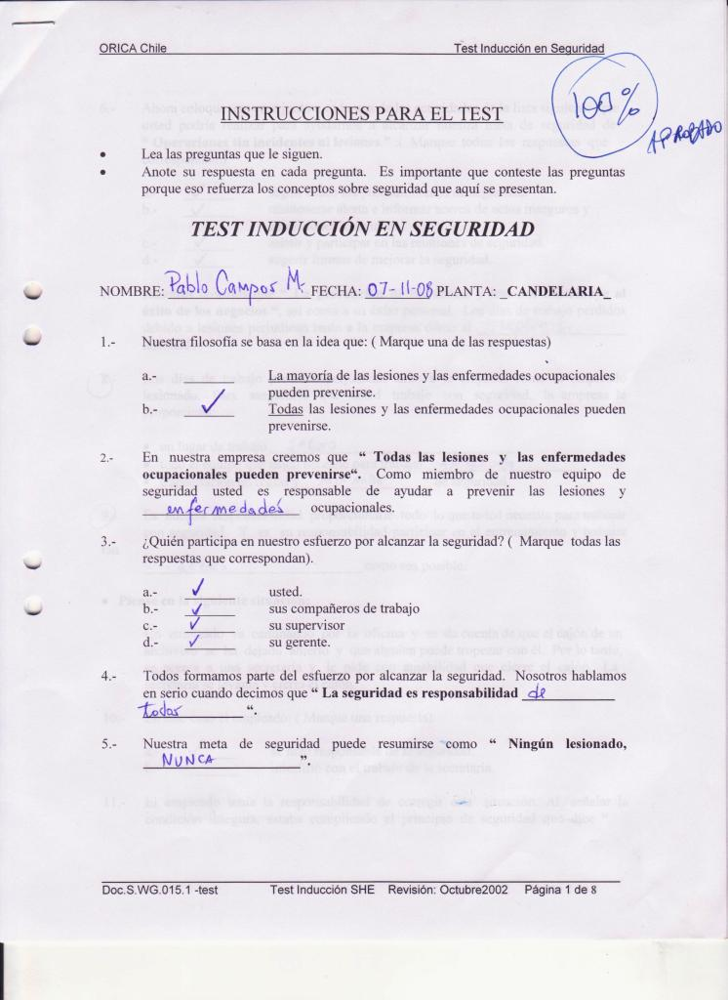 ORICA Chile Test Inducción en Seguridad
100%
APROBADO
INSTRUCCIONES PARA EL TEST
• Lea las preguntas que le siguen.
• Anote su respuesta en cada pregunta. Es importante que conteste las preguntas
porque eso refuerza los conceptos sobre seguridad que aquí se presentan.
TEST INDUCCIÓN EN SEGURIDAD
NOMBRE: Pablo Campos M. FECHA: 07-11-08 PLANTA: _CANDELARIA_
1.- Nuestra filosofía se basa en la idea que: ( Marque una de las respuestas)
a.- ________ La mayoría de las lesiones y las enfermedades ocupacionales
pueden prevenirse.
b.- ✓ Todas las lesiones y las enfermedades ocupacionales pueden
prevenirse.
2.- En nuestra empresa creemos que “ Todas las lesiones y las enfermedades
ocupacionales pueden prevenirse“. Como miembro de nuestro equipo de
seguridad usted es responsable de ayudar a prevenir las lesiones y
enfermedades ocupacionales.
3.- ¿Quién participa en nuestro esfuerzo por alcanzar la seguridad? ( Marque todas las
respuestas que correspondan).
a.- ✓ usted.
b.- ✓ sus compañeros de trabajo
c.- ✓ su supervisor
d.- ✓ su gerente.
4.- Todos formamos parte del esfuerzo por alcanzar la seguridad. Nosotros hablamos
en serio cuando decimos que “ La seguridad es responsabilidad de
todos “.
5.- Nuestra meta de seguridad puede resumirse como “ Ningún lesionado,
NUNCA ”.
Doc.S.WG.015.1 -test Test Inducción SHE Revisión: Octubre2002 Página 1 de 8